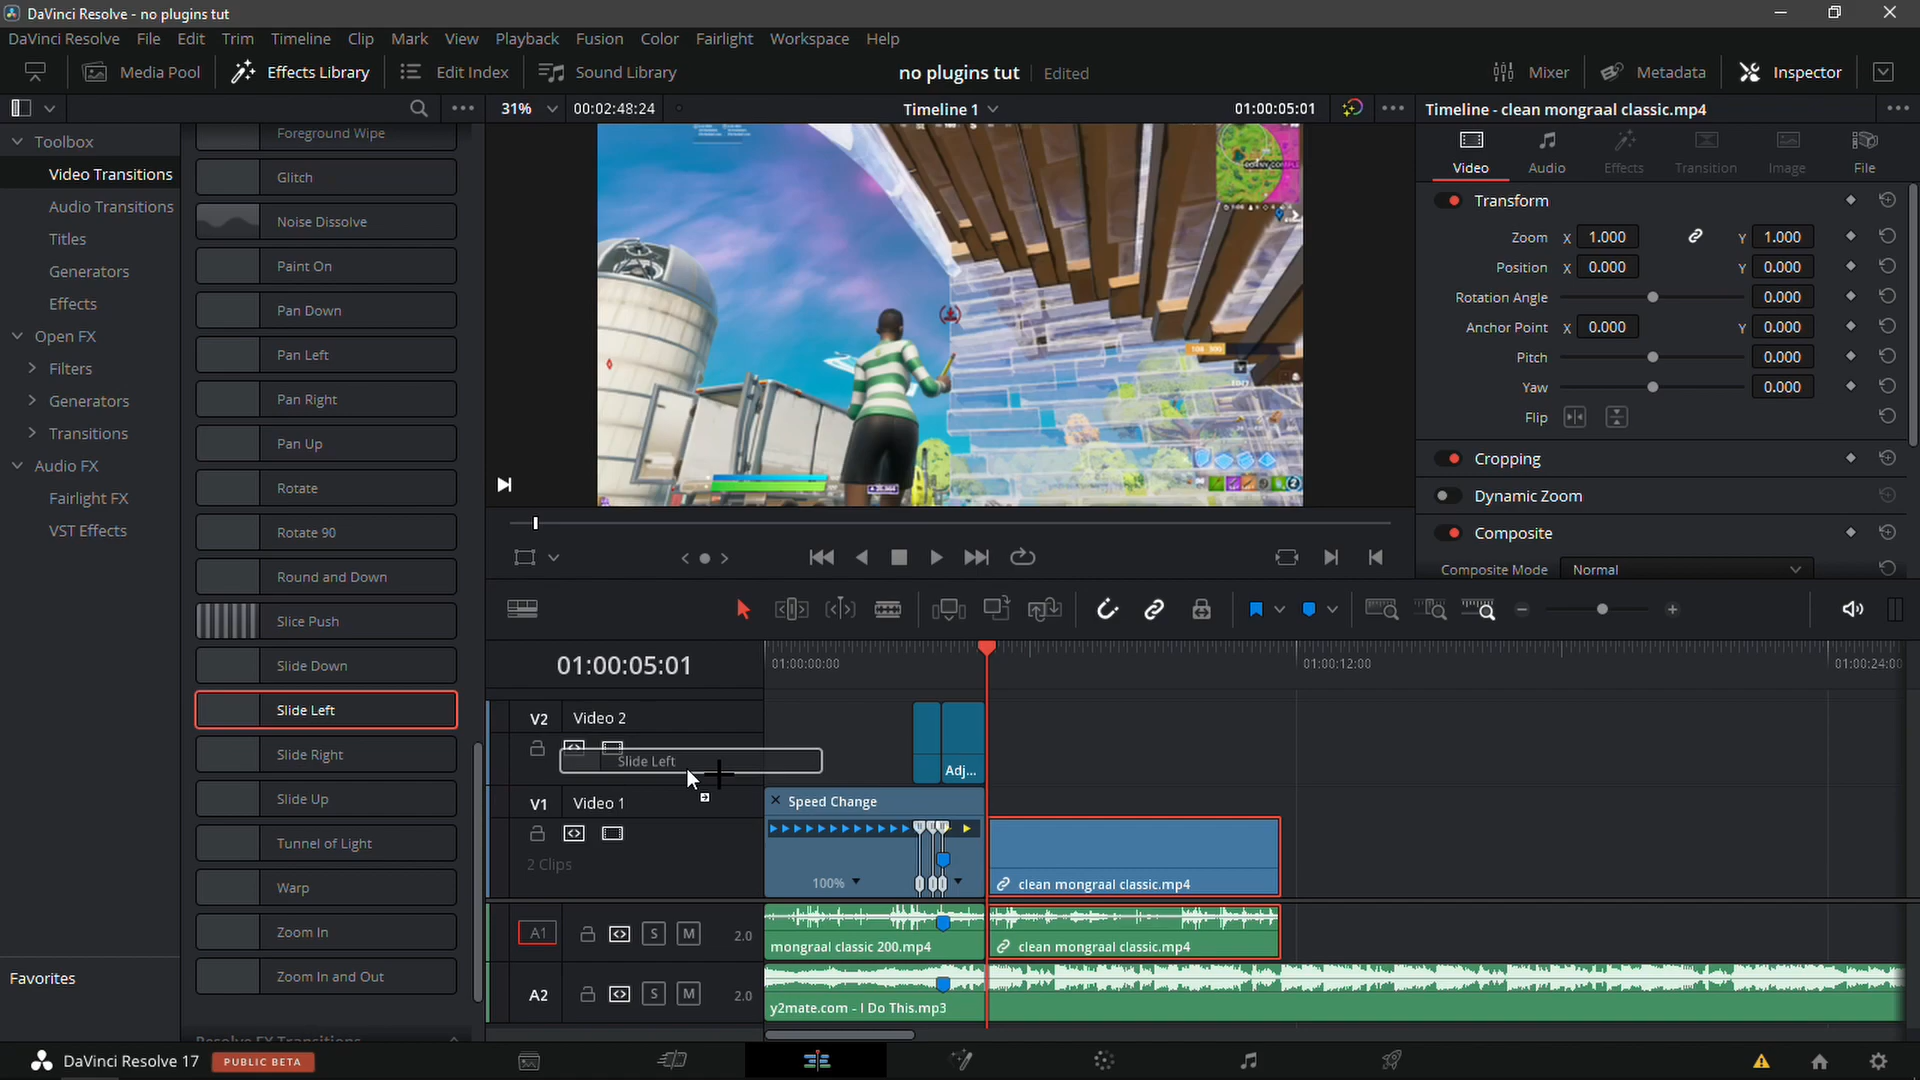 DaVinci Resolve - no plugins tut
DaVinci Resolve File Edit Trim Timeline Clip Mark View Playback Fusion Color Fairlight Workspace Help
Media Pool Effects Library Edit Index Sound Library no plugins tut Edited Mixer Metadata Inspector
31% 00:02:48:24 Timeline 1 01:00:05:01 Timeline - clean mongraal classic.mp4
Toolbox
Video Transitions
Audio Transitions
Titles
Generators
Effects
Open FX
Filters
Generators
Transitions
Audio FX
Fairlight FX
VST Effects
Favorites
Foreground Wipe
Glitch
Noise Dissolve
Paint On
Pan Down
Pan Left
Pan Right
Pan Up
Rotate
Rotate 90
Round and Down
Slice Push
Slide Down
Slide Left
Slide Right
Slide Up
Tunnel of Light
Warp
Zoom In
Zoom In and Out
Video Audio Effects Transition Image File
Transform
Zoom X 1.000 Y 1.000
Position X 0.000 Y 0.000
Rotation Angle 0.000
Anchor Point X 0.000 Y 0.000
Pitch 0.000
Yaw 0.000
Flip
Cropping
Dynamic Zoom
Composite
Composite Mode Normal
01:00:05:01 01:00:00:00 01:00:12:00 01:00:24:00
V2 Video 2
Slide Left
Adj...
V1 Video 1
Speed Change
2 Clips
100%
clean mongraal classic.mp4
A1 S M 2.0
mongraal classic 200.mp4 clean mongraal classic.mp4
A2 S M 2.0
y2mate.com - I Do This.mp3
DaVinci Resolve 17 PUBLIC BETA